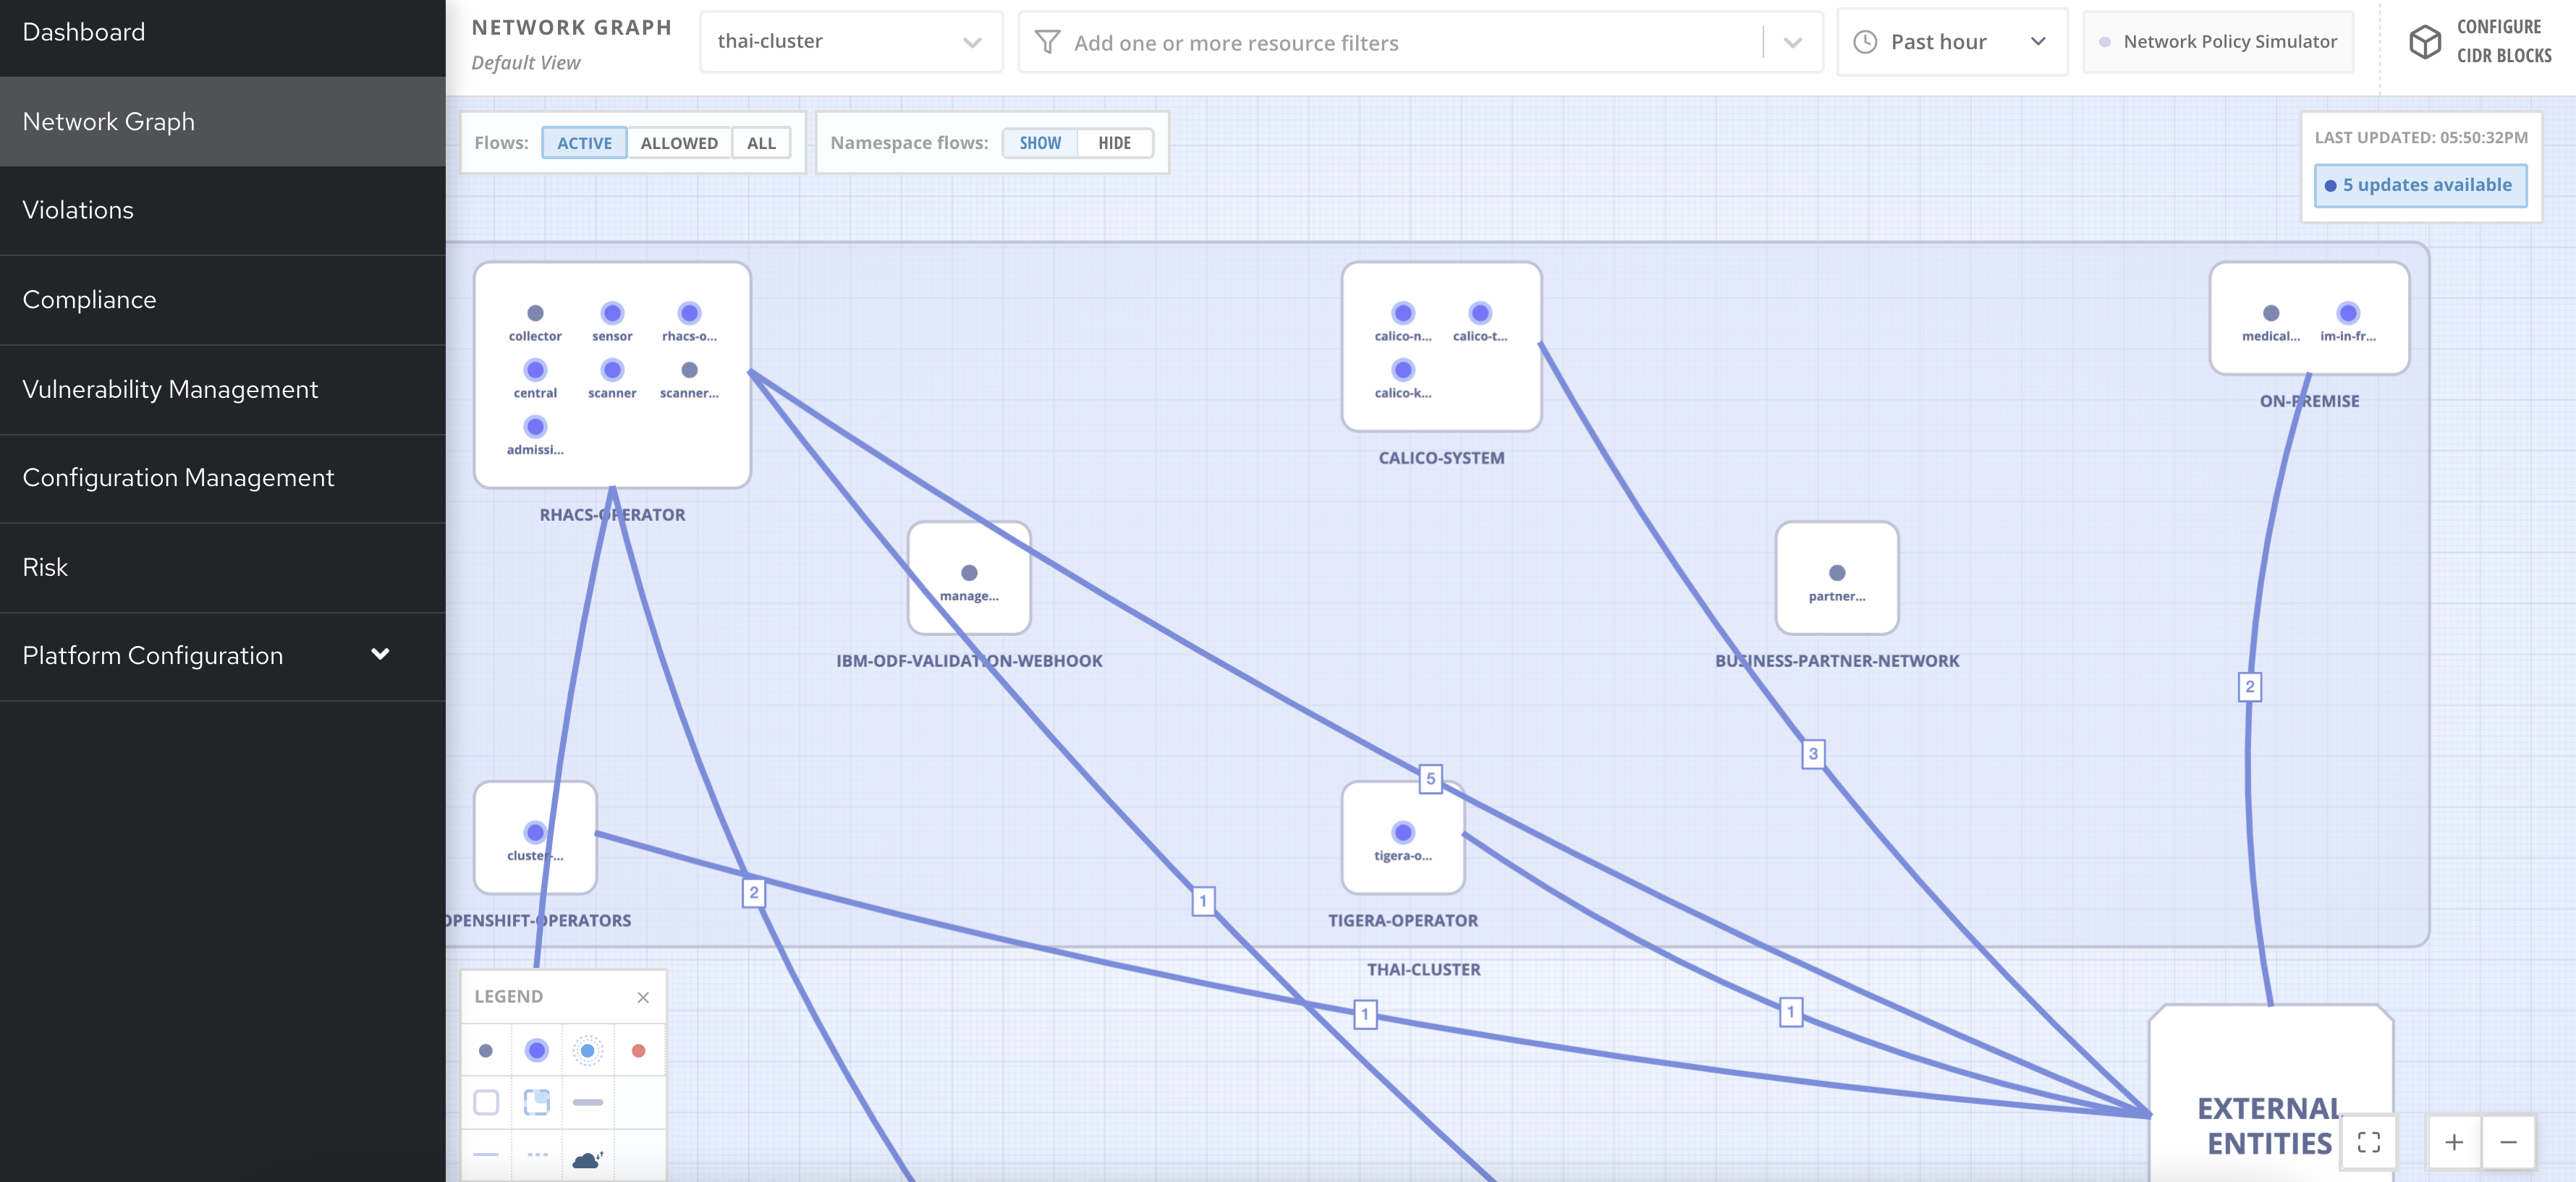 Dashboard
Network Graph
Violations
Compliance
Vulnerability Management
Configuration Management
Risk
Platform Configuration
NETWORK GRAPH
Default View
thai-cluster
Add one or more resource filters
Past hour
Network Policy Simulator
CONFIGURE
CIDR BLOCKS
Flows: ACTIVE ALLOWED ALL
Namespace flows: SHOW HIDE
LAST UPDATED: 05:50:32PM
5 updates available
collector sensor rhacs-o...
central scanner scanner...
admissi...
RHACS-OPERATOR
calico-n... calico-t...
calico-k...
CALICO-SYSTEM
medical... im-in-fr...
ON-PREMISE
manage...
IBM-ODF-VALIDATION-WEBHOOK
partner...
BUSINESS-PARTNER-NETWORK
2
3
5
cluster-...
OPENSHIFT-OPERATORS
2
1
tigera-o...
TIGERA-OPERATOR
THAI-CLUSTER
1
1
LEGEND
EXTERNAL
ENTITIES